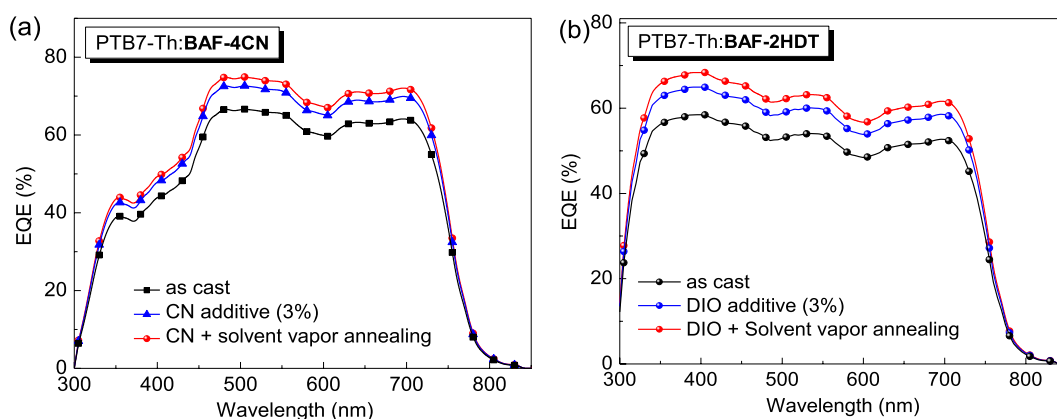 (a)
PTB7-Th:BAF-4CN
EQE (%)
80
60
40
20
0
as cast
CN additive (3%)
CN + solvent vapor annealing
300 400 500 600 700 800
Wavelength (nm)
(b)
PTB7-Th:BAF-2HDT
EQE (%)
80
60
40
20
0
as cast
DIO additive (3%)
DIO + Solvent vapor annealing
300 400 500 600 700 800
Wavelength (nm)